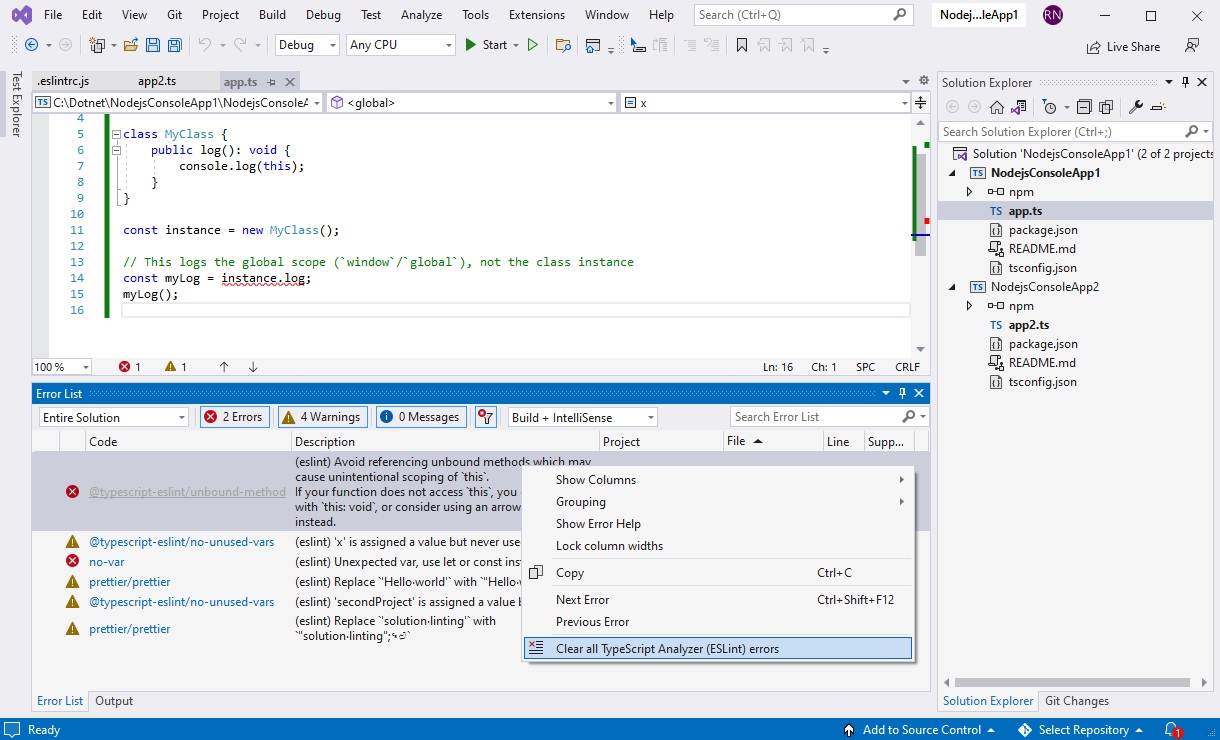 File Edit View Git Project Build Debug Test Analyze Tools Extensions Window Help Search (Ctrl+Q) Nodej...leApp1 RN
Debug Any CPU Start Live Share
Test Explorer
.eslintrc.js app2.ts app.ts
TS C:\Dotnet\NodejsConsoleApp1\NodejsConsoleA <global> x
4
5 class MyClass {
6 public log(): void {
7 console.log(this);
8 }
9 }
10
11 const instance = new MyClass();
12
13 // This logs the global scope (`window`/`global`), not the class instance
14 const myLog = instance.log;
15 myLog();
16
100 % 1 1 Ln: 16 Ch: 1 SPC CRLF
Error List
Entire Solution 2 Errors 4 Warnings 0 Messages Build + IntelliSense Search Error List
Code Description Project File Line Supp...
@typescript-eslint/unbound-method (eslint) Avoid referencing unbound methods which may
cause unintentional scoping of `this`.
If your function does not access `this`, you
with `this: void`, or consider using an arrow
instead.
@typescript-eslint/no-unused-vars (eslint) 'x' is assigned a value but never use
no-var (eslint) Unexpected var, use let or const ins
prettier/prettier (eslint) Replace `'Hello·world'` with `"Hello·w
@typescript-eslint/no-unused-vars (eslint) 'secondProject' is assigned a value b
prettier/prettier (eslint) Replace `'solution·linting'` with
`"solution·linting";␍⏎`
Show Columns
Grouping
Show Error Help
Lock column widths
Copy Ctrl+C
Next Error Ctrl+Shift+F12
Previous Error
Clear all TypeScript Analyzer (ESLint) errors
Error List Output
Solution Explorer
Search Solution Explorer (Ctrl+;)
Solution 'NodejsConsoleApp1' (2 of 2 projects
TS NodejsConsoleApp1
npm
TS app.ts
package.json
README.md
tsconfig.json
TS NodejsConsoleApp2
npm
TS app2.ts
package.json
README.md
tsconfig.json
Solution Explorer Git Changes
Ready Add to Source Control Select Repository 1